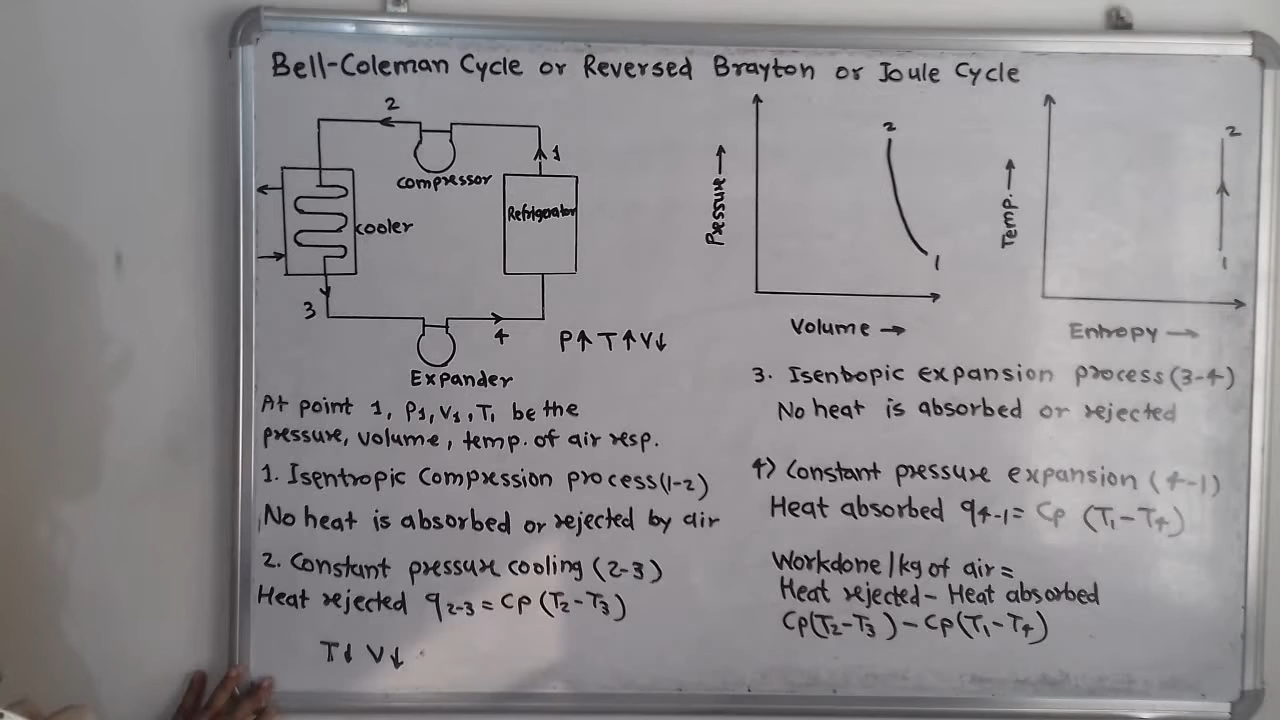 Bell-Coleman Cycle or Reversed Brayton or Joule Cycle
2
1
compressor
Refrigerator
cooler
3
4
Expander
P↑ T↑ V↓
At point 1, P1, V1, T1 be the
pressure, volume, temp. of air resp.
1. Isentropic Compression process(1-2)
No heat is absorbed or rejected by air
2. Constant pressure cooling (2-3)
Heat rejected q2-3 = Cp (T2-T3)
T↓ V↓
Pressure →
2
1
Volume →
Temp. →
2
1
Entropy →
3. Isentropic expansion process (3-4)
No heat is absorbed or rejected
4) Constant pressure expansion (4-1)
Heat absorbed q4-1 = Cp (T1-T4)
Workdone/kg of air =
Heat rejected - Heat absorbed
Cp(T2-T3) - Cp(T1-T4)